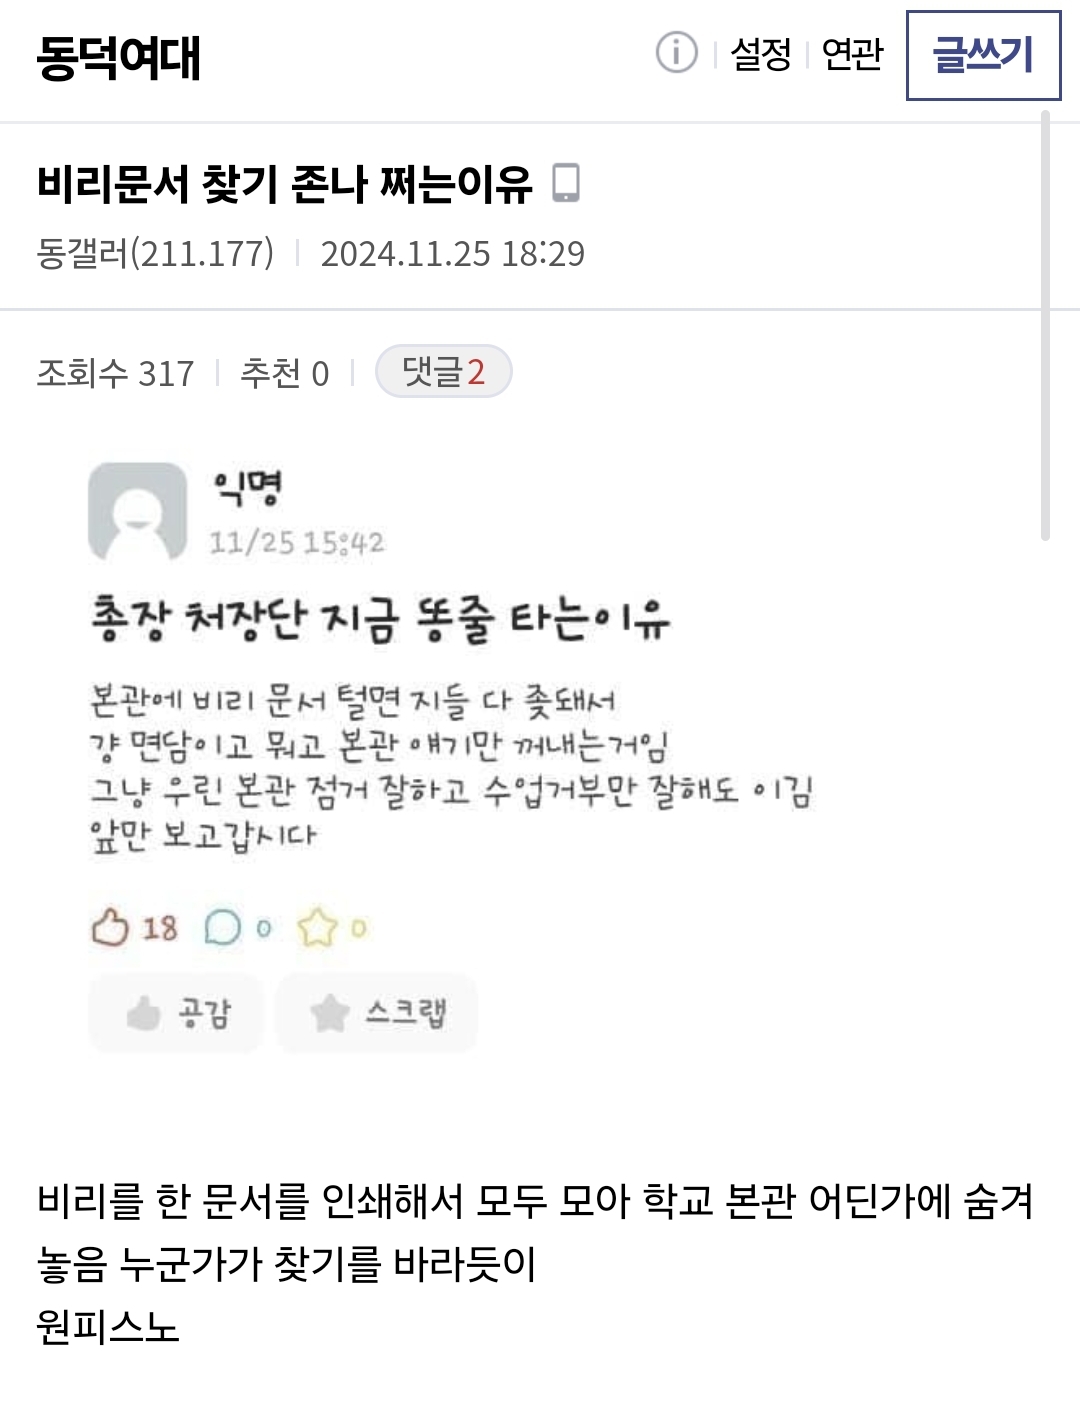 동덕여대
설정
연관
글쓰기
비리문서 찾기 존나 쩌는이유
동갤러(211.177)
2024.11.25 18:29
조회수 317
추천 0
댓글2
익명
11/25 15:42
총장 처장단 지금 똥줄 타는이유
본관에 비리 문서 털면 지들 다 좆돼서
걍 면담이고 뭐고 본관 얘기만 꺼내는거임
그냥 우린 본관 점거 잘하고 수업거부만 잘해도 이김
앞만 보고갑시다
18
0
0
공감
스크랩
비리를 한 문서를 인쇄해서 모두 모아 학교 본관 어딘가에 숨겨
놓음 누군가가 찾기를 바라듯이
원피스노